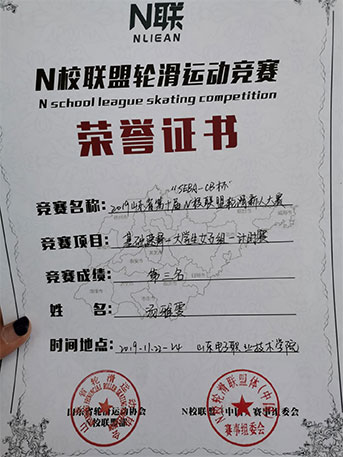 N联
NLIEAN
N校联盟轮滑运动竞赛
N school league skating competition
荣誉证书
"SEBA-CB杯"
竞赛名称：2019山东省第十届N校联盟轮滑新人大赛
竞赛项目：大学生女子组一计时赛
竞赛成绩：第三名
姓 名：雅雯
时间地点：2019.11.22-24 山东电子职业技术学院
山东省轮滑运动协会
N校联盟部
N校联盟（中国）赛事组委会
赛事组委会